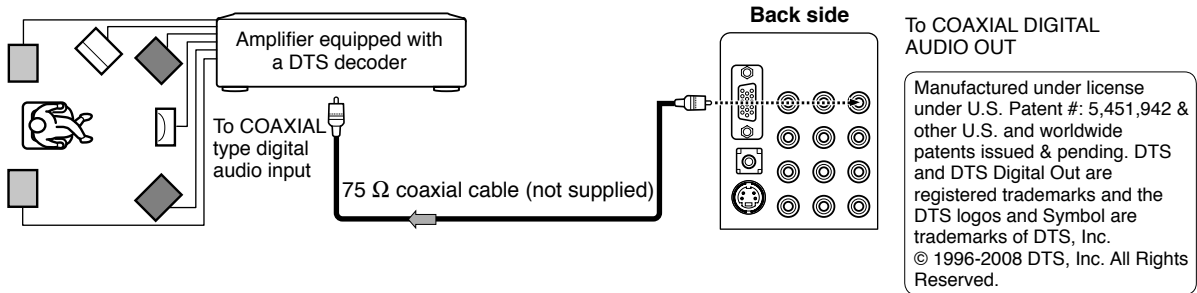 Amplifier equipped with
a DTS decoder
To COAXIAL
type digital
audio input
75 Ω coaxial cable (not supplied)
Back side
To COAXIAL DIGITAL
AUDIO OUT
Manufactured under license
under U.S. Patent #: 5,451,942 &
other U.S. and worldwide
patents issued & pending. DTS
and DTS Digital Out are
registered trademarks and the
DTS logos and Symbol are
trademarks of DTS, Inc.
© 1996-2008 DTS, Inc. All Rights
Reserved.